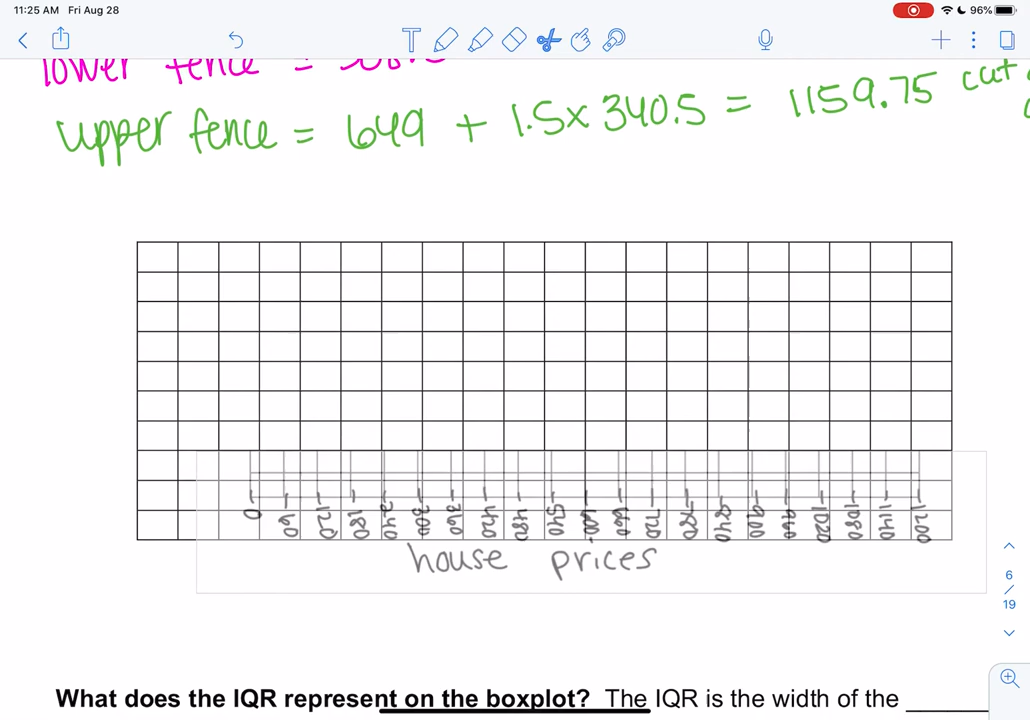 11:25 AM Fri Aug 28
96%
lower fence =
upper fence = 649 + 1.5x 340.5 = 1159.75 cut
0 60 120 180 240 300 360 420 480 540 600 660 720 780 840 900 960 1020 1080 1140 1200
house prices
6
/
19
What does the IQR represent on the boxplot? The IQR is the width of the ______